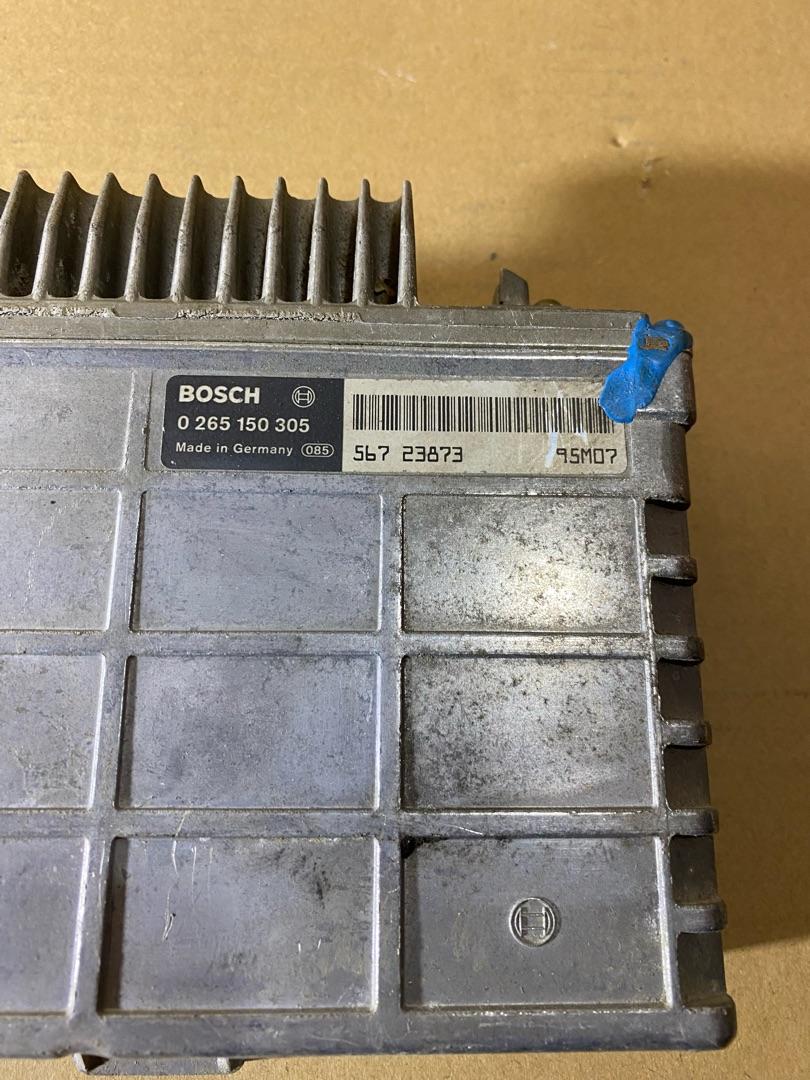 BOSCH
0 265 150 305
Made in Germany 085
567 23873 95M07